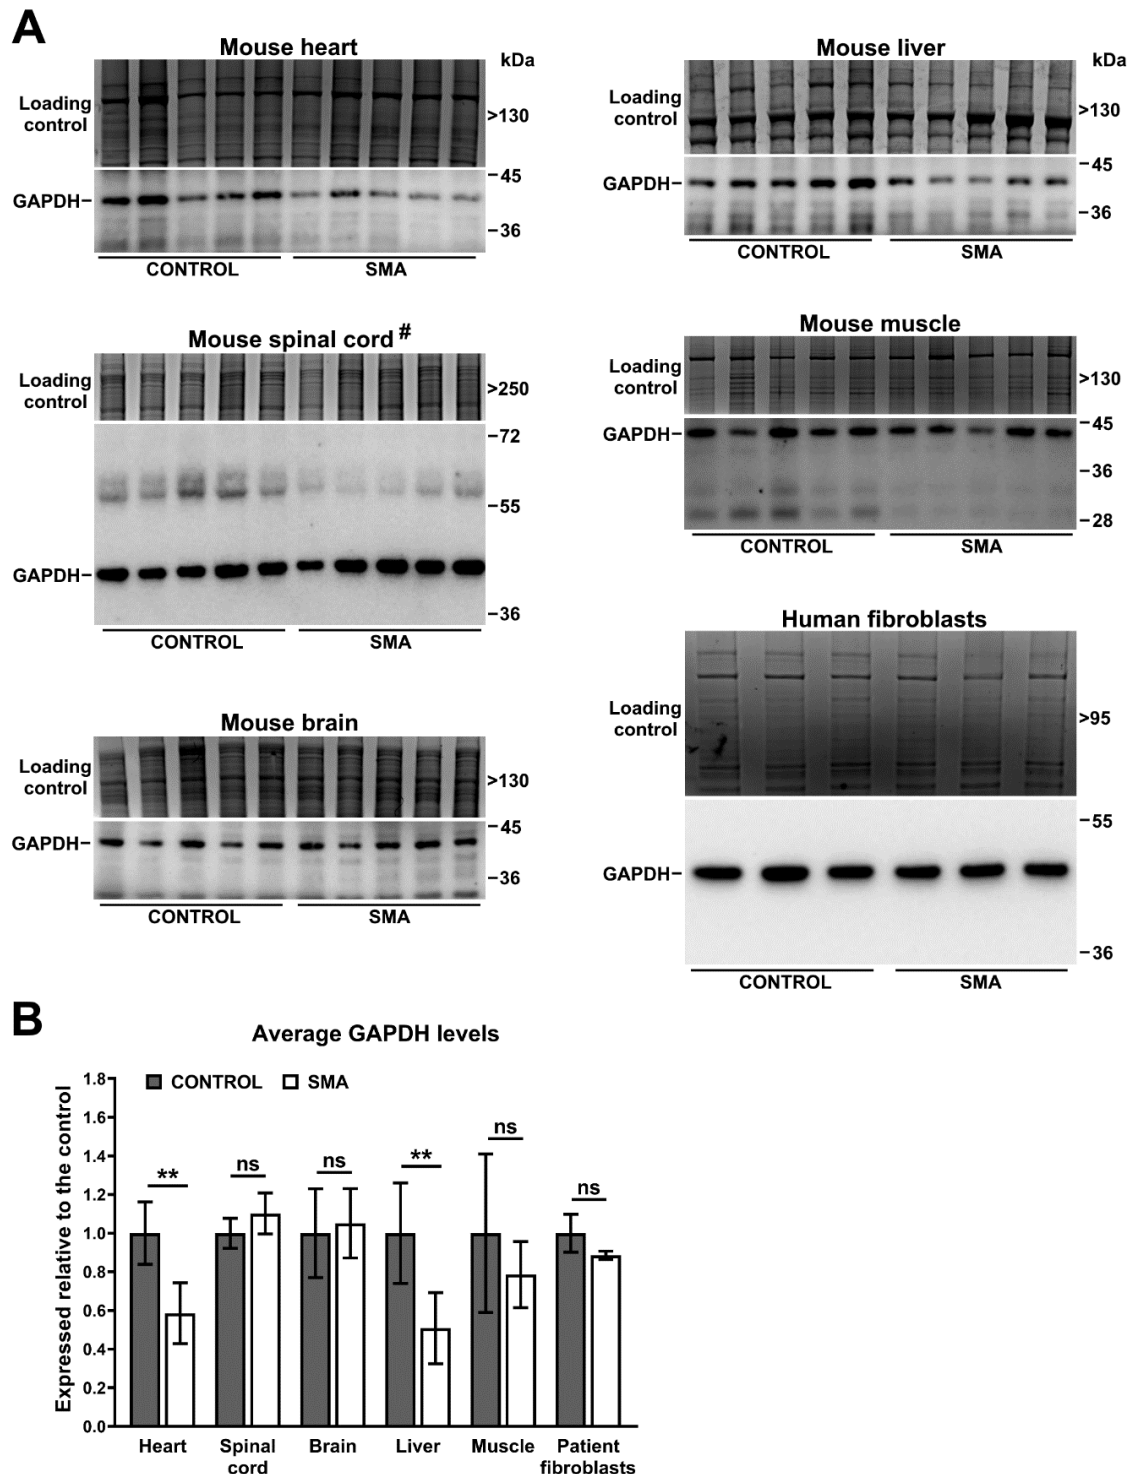 A
Mouse heart
kDa
Loading
control
>130
45
GAPDH
36
CONTROL
SMA
Mouse liver
kDa
Loading
control
>130
45
GAPDH
36
CONTROL
SMA
Mouse spinal cord #
Loading
control
>250
72
55
GAPDH
36
CONTROL
SMA
Mouse muscle
Loading
control
>130
GAPDH
45
36
28
CONTROL
SMA
Mouse brain
Loading
control
>130
45
GAPDH
36
CONTROL
SMA
Human fibroblasts
Loading
control
>95
55
GAPDH
36
CONTROL
SMA
B
Average GAPDH levels
CONTROL
SMA
Expressed relative to the control
1.8
1.6
1.4
1.2
1.0
0.8
0.6
0.4
0.2
0.0
**
ns
ns
**
ns
ns
Heart
Spinal
cord
Brain
Liver
Muscle
Patient
fibroblasts